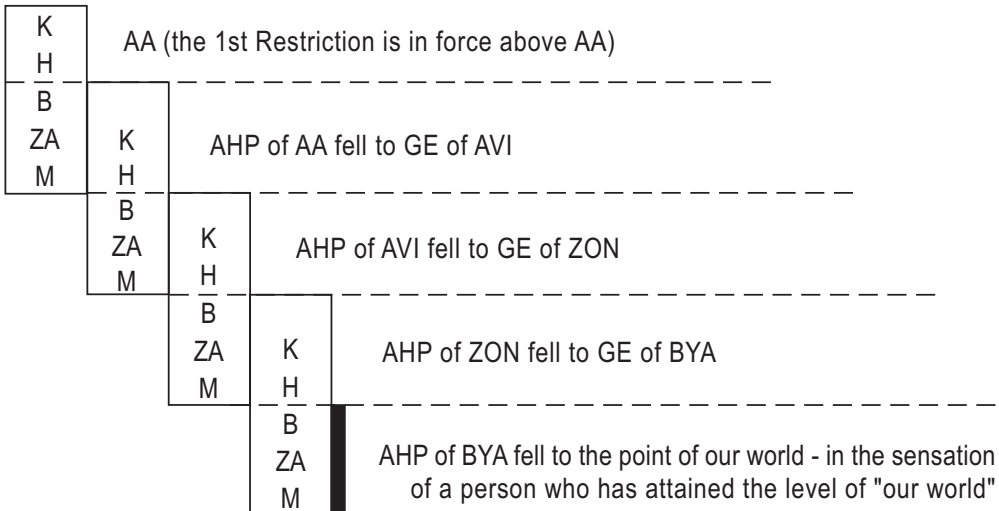 K
H
AA (the 1st Restriction is in force above AA)
B
ZA
M
K
H
AHP of AA fell to GE of AVI
B
ZA
M
K
H
AHP of AVI fell to GE of ZON
B
ZA
M
K
H
AHP of ZON fell to GE of BYA
B
ZA
M
AHP of BYA fell to the point of our world - in the sensation
of a person who has attained the level of "our world"